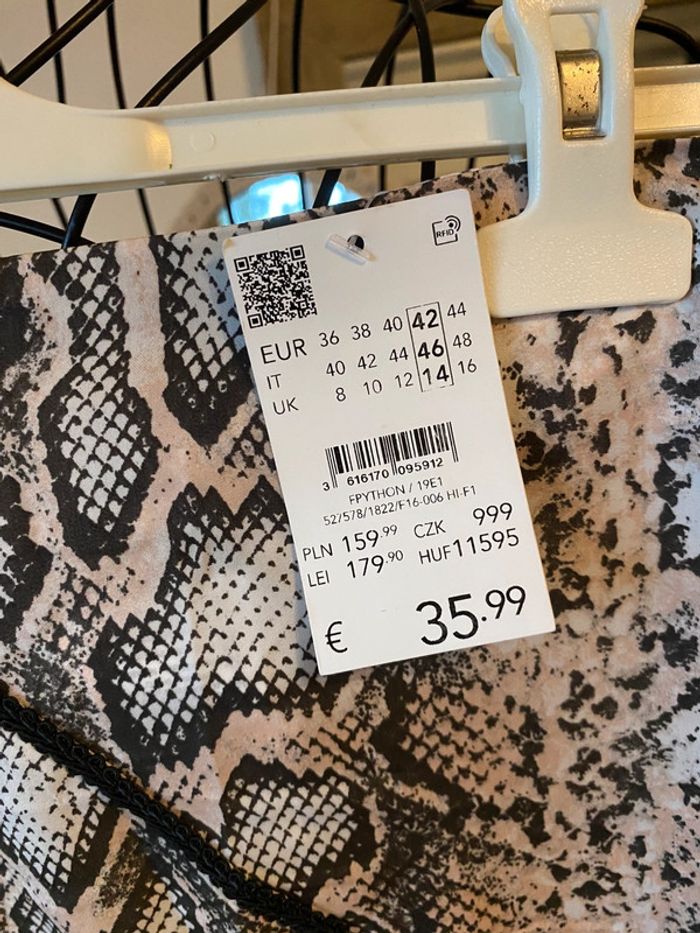 RFID
EUR 36 38 40 42 44
IT 40 42 44 46 48
UK 8 10 12 14 16
3 616170 095912
FPYTHON / 19E1
527578/1822/F16-006 HI-F1
PLN 159.99 CZK 999
LEI 179.90 HUF 11595
€ 35.99